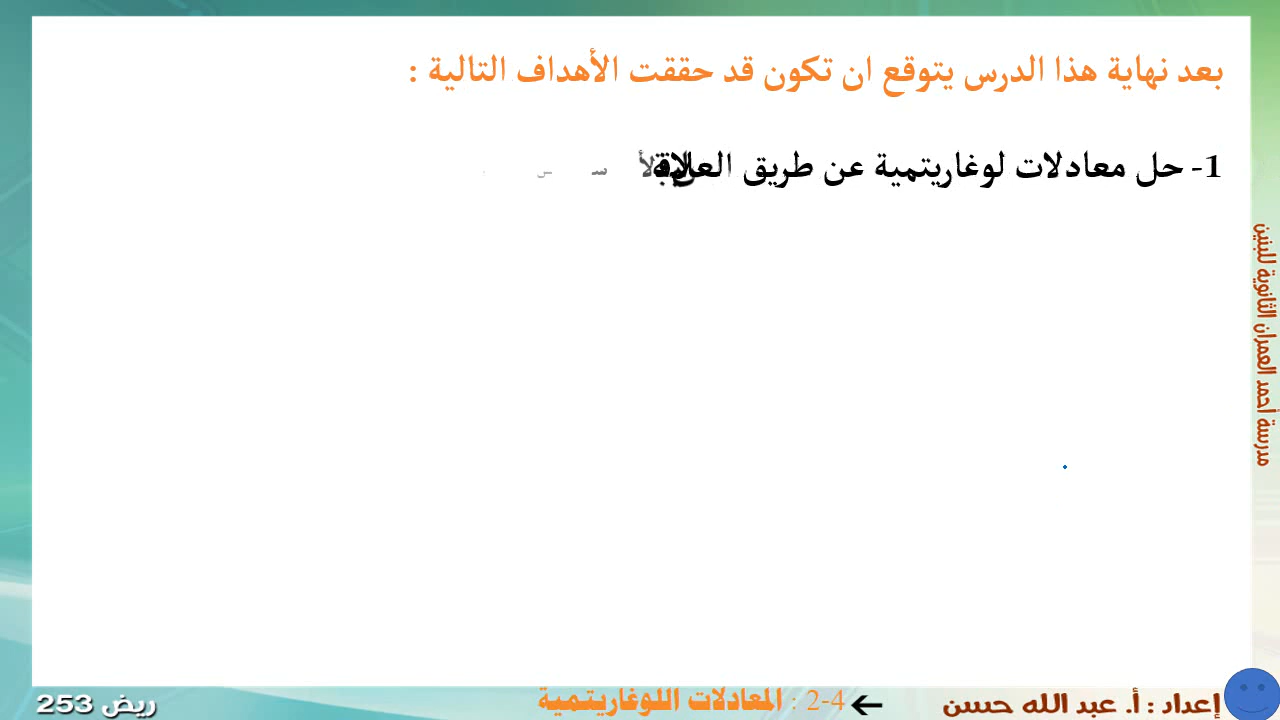 بعد نهاية هذا الدرس يتوقع ان تكون قد حققت الأهداف التالية :
1- حل معادلات لوغاريتمية عن طريق العلاقة
مدرسة أحمد العمران الثانوية للبنين
إعداد : أ. عبد الله حسن
2-4 : المعادلات اللوغاريتمية
ريض 253